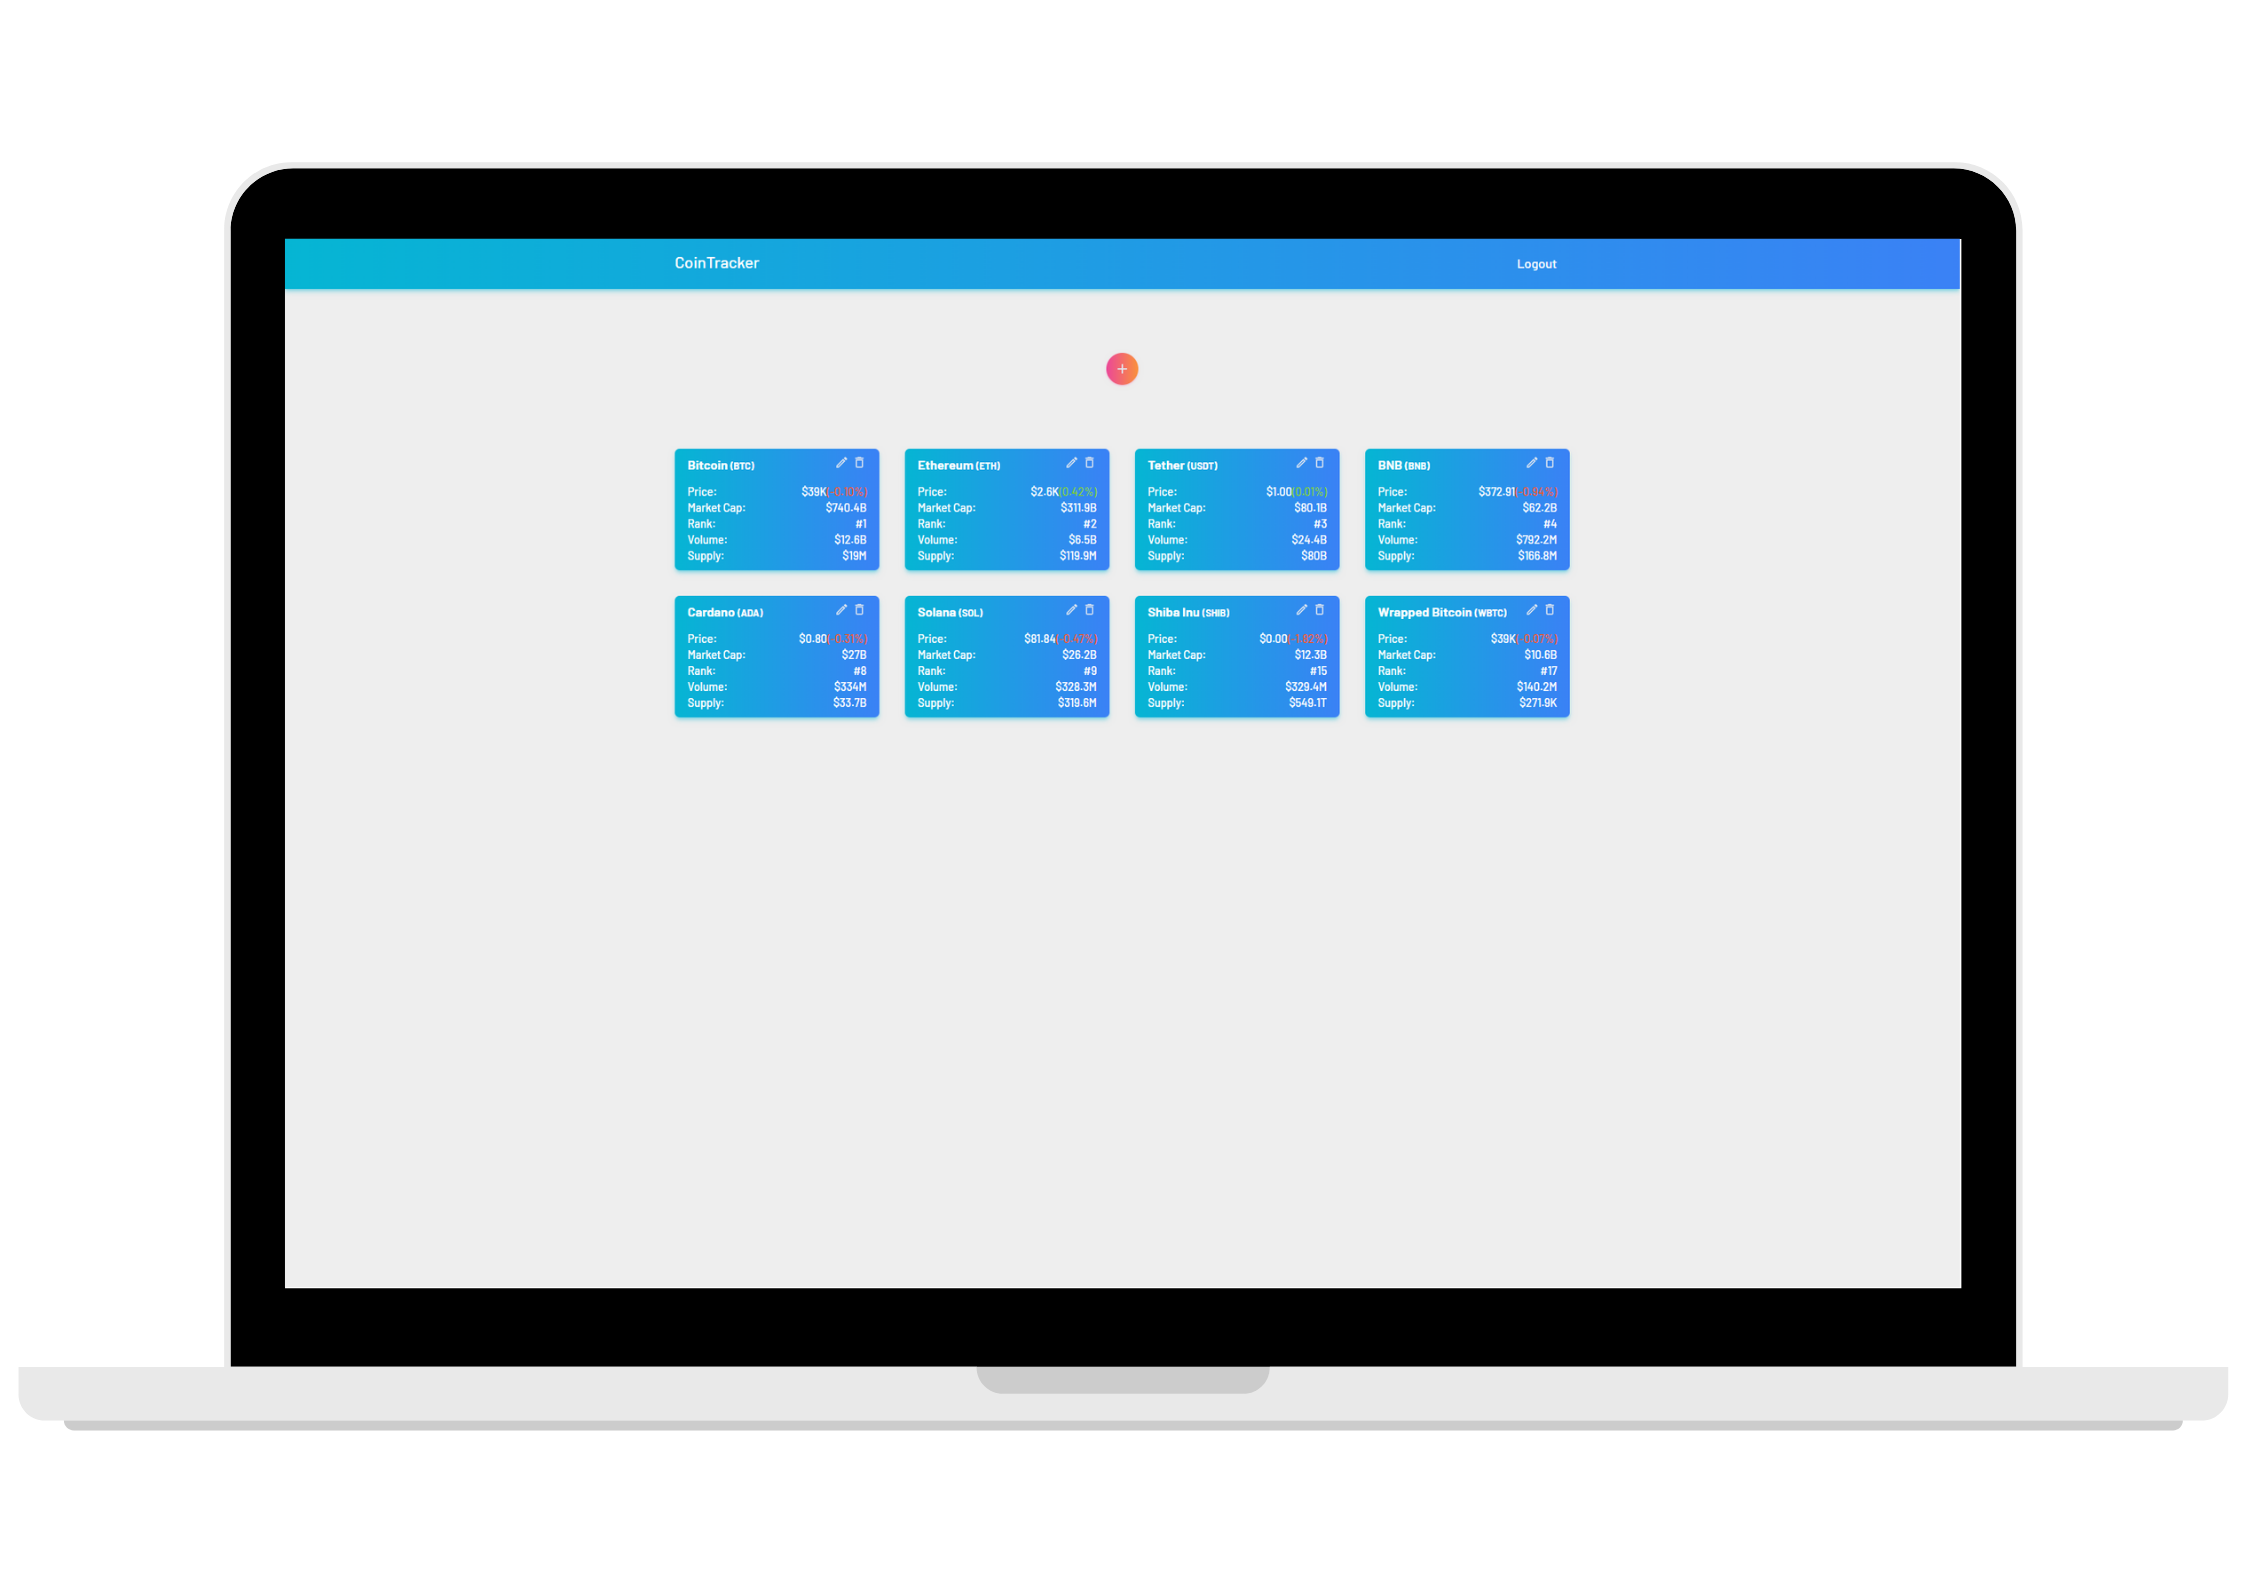 CoinTracker
Logout
+
Bitcoin (BTC)
Price: $39K(-0.10%)
Market Cap: $740.4B
Rank: #1
Volume: $12.6B
Supply: $19M
Ethereum (ETH)
Price: $2.6K(0.42%)
Market Cap: $311.9B
Rank: #2
Volume: $6.5B
Supply: $119.9M
Tether (USDT)
Price: $1.00(0.01%)
Market Cap: $80.1B
Rank: #3
Volume: $24.4B
Supply: $80B
BNB (BNB)
Price: $372.91(-0.94%)
Market Cap: $62.2B
Rank: #4
Volume: $792.2M
Supply: $166.8M
Cardano (ADA)
Price: $0.80(-0.31%)
Market Cap: $27B
Rank: #8
Volume: $334M
Supply: $33.7B
Solana (SOL)
Price: $81.84(-0.47%)
Market Cap: $26.2B
Rank: #9
Volume: $328.3M
Supply: $319.6M
Shiba Inu (SHIB)
Price: $0.00(-1.82%)
Market Cap: $12.3B
Rank: #15
Volume: $329.4M
Supply: $549.1T
Wrapped Bitcoin (WBTC)
Price: $39K(-0.07%)
Market Cap: $10.6B
Rank: #17
Volume: $140.2M
Supply: $271.9K